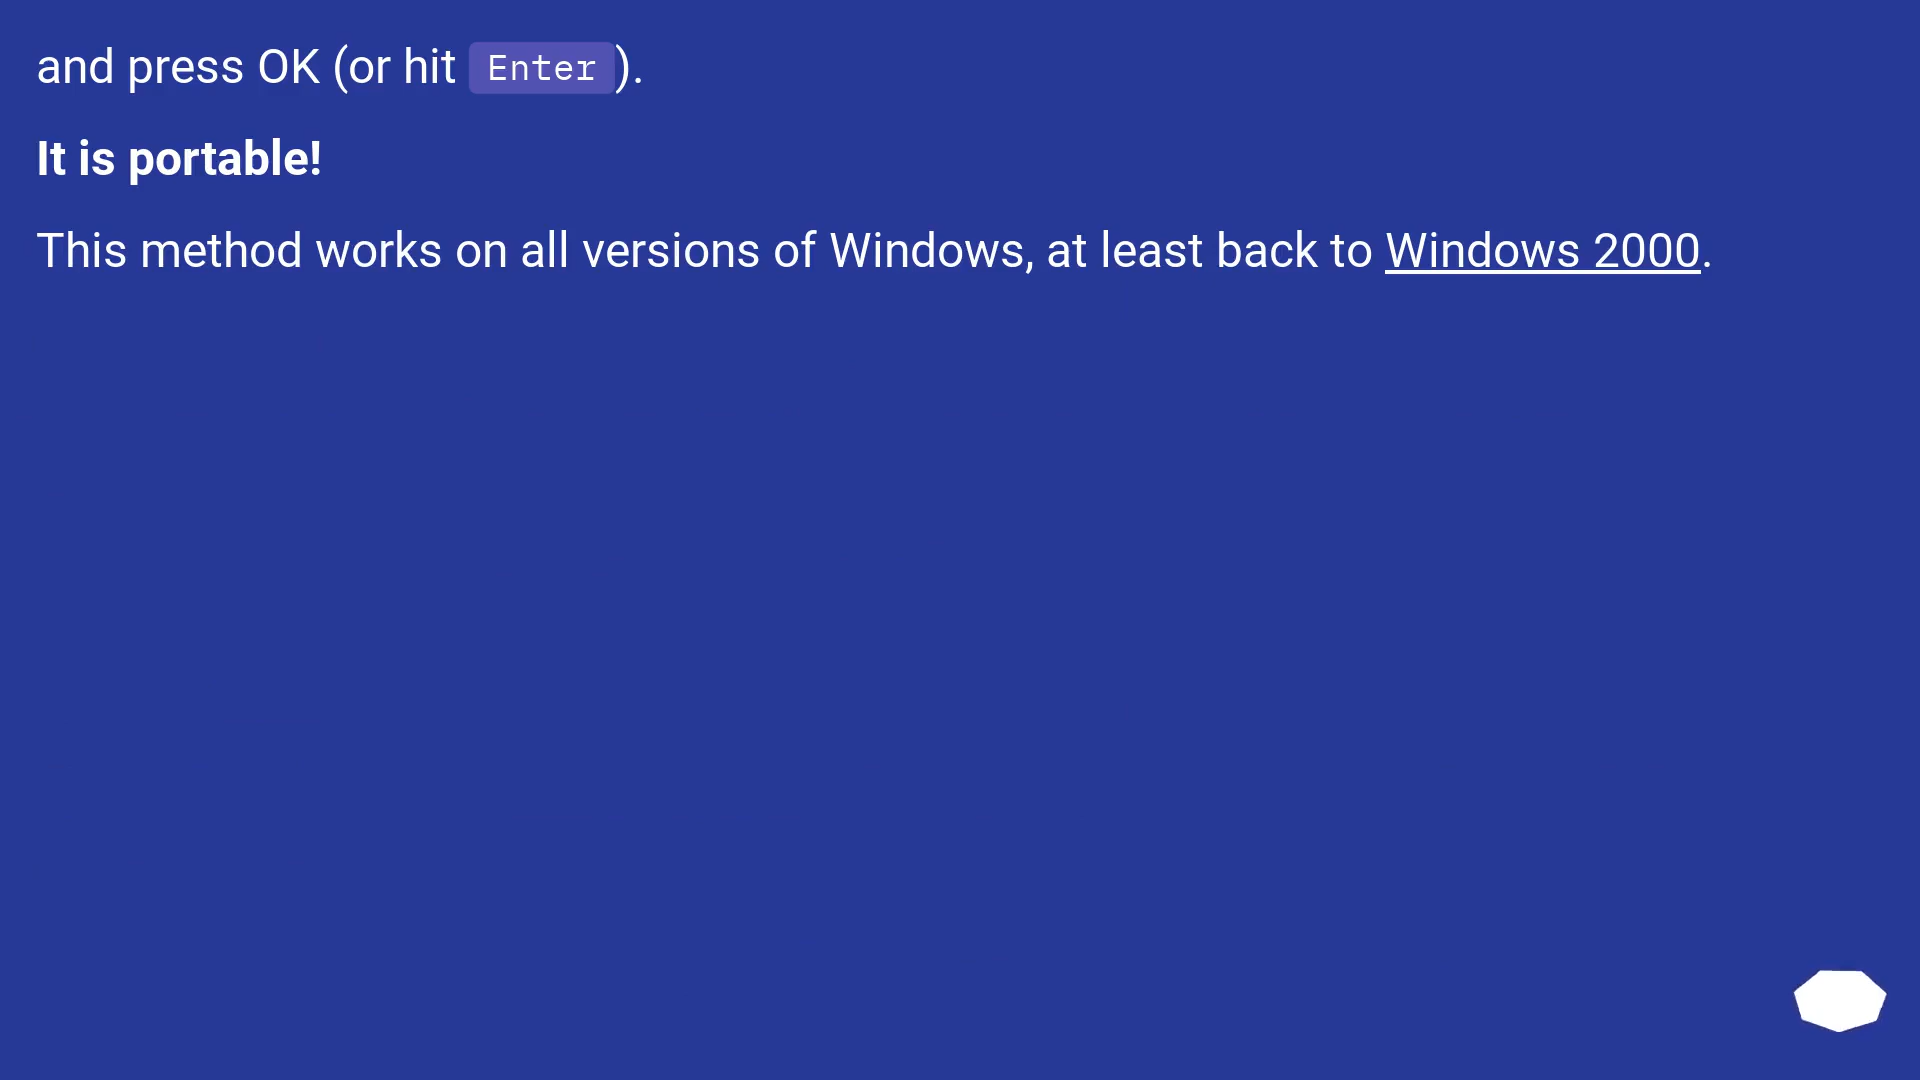 and press OK (or hit Enter).
It is portable!
This method works on all versions of Windows, at least back to Windows 2000.